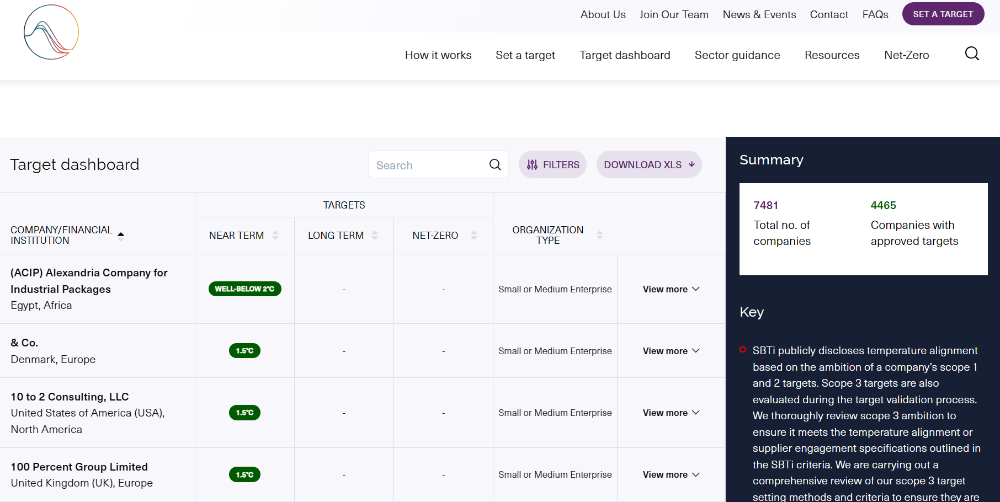 About Us Join Our Team News & Events Contact FAQs SET A TARGET
How it works Set a target Target dashboard Sector guidance Resources Net-Zero
Target dashboard
Search
FILTERS
DOWNLOAD XLS
TARGETS
COMPANY/FINANCIAL
INSTITUTION
NEAR TERM
LONG TERM
NET-ZERO
ORGANIZATION
TYPE
(ACIP) Alexandria Company for
Industrial Packages
Egypt, Africa
WELL-BELOW 2°C
-
-
Small or Medium Enterprise
View more
& Co.
Denmark, Europe
1.5°C
-
-
Small or Medium Enterprise
View more
10 to 2 Consulting, LLC
United States of America (USA),
North America
1.5°C
-
-
Small or Medium Enterprise
View more
100 Percent Group Limited
United Kingdom (UK), Europe
1.5°C
-
-
Small or Medium Enterprise
View more
Summary
7481
Total no. of
companies
4465
Companies with
approved targets
Key
SBTi publicly discloses temperature alignment
based on the ambition of a company's scope 1
and 2 targets. Scope 3 targets are also
evaluated during the target validation process.
We thoroughly review scope 3 ambition to
ensure it meets the temperature alignment or
supplier engagement specifications outlined in
the SBTi criteria. We are carrying out a
comprehensive review of our scope 3 target
setting methods and criteria to ensure they are